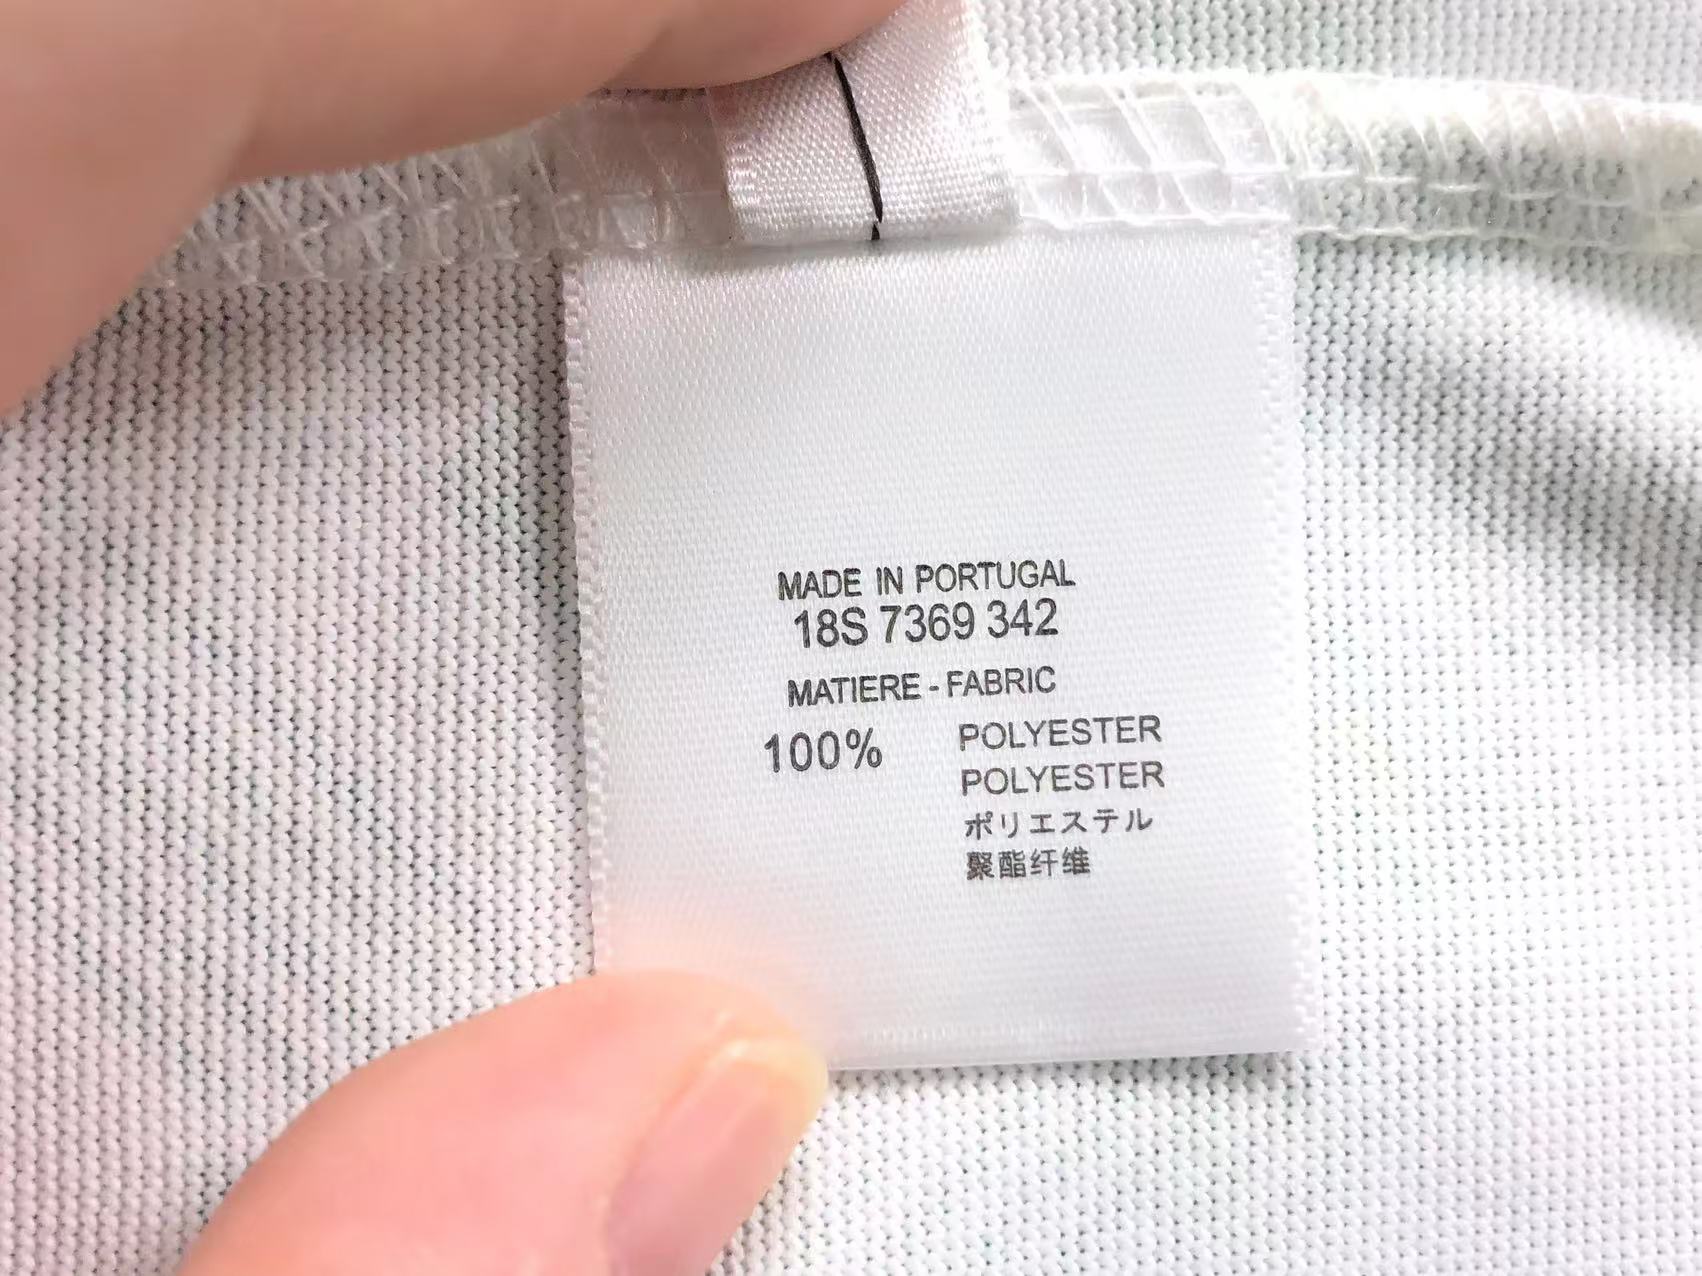 MADE IN PORTUGAL
18S 7369 342
MATIERE - FABRIC
100% POLYESTER
POLYESTER
ポリエステル
聚酯纤维